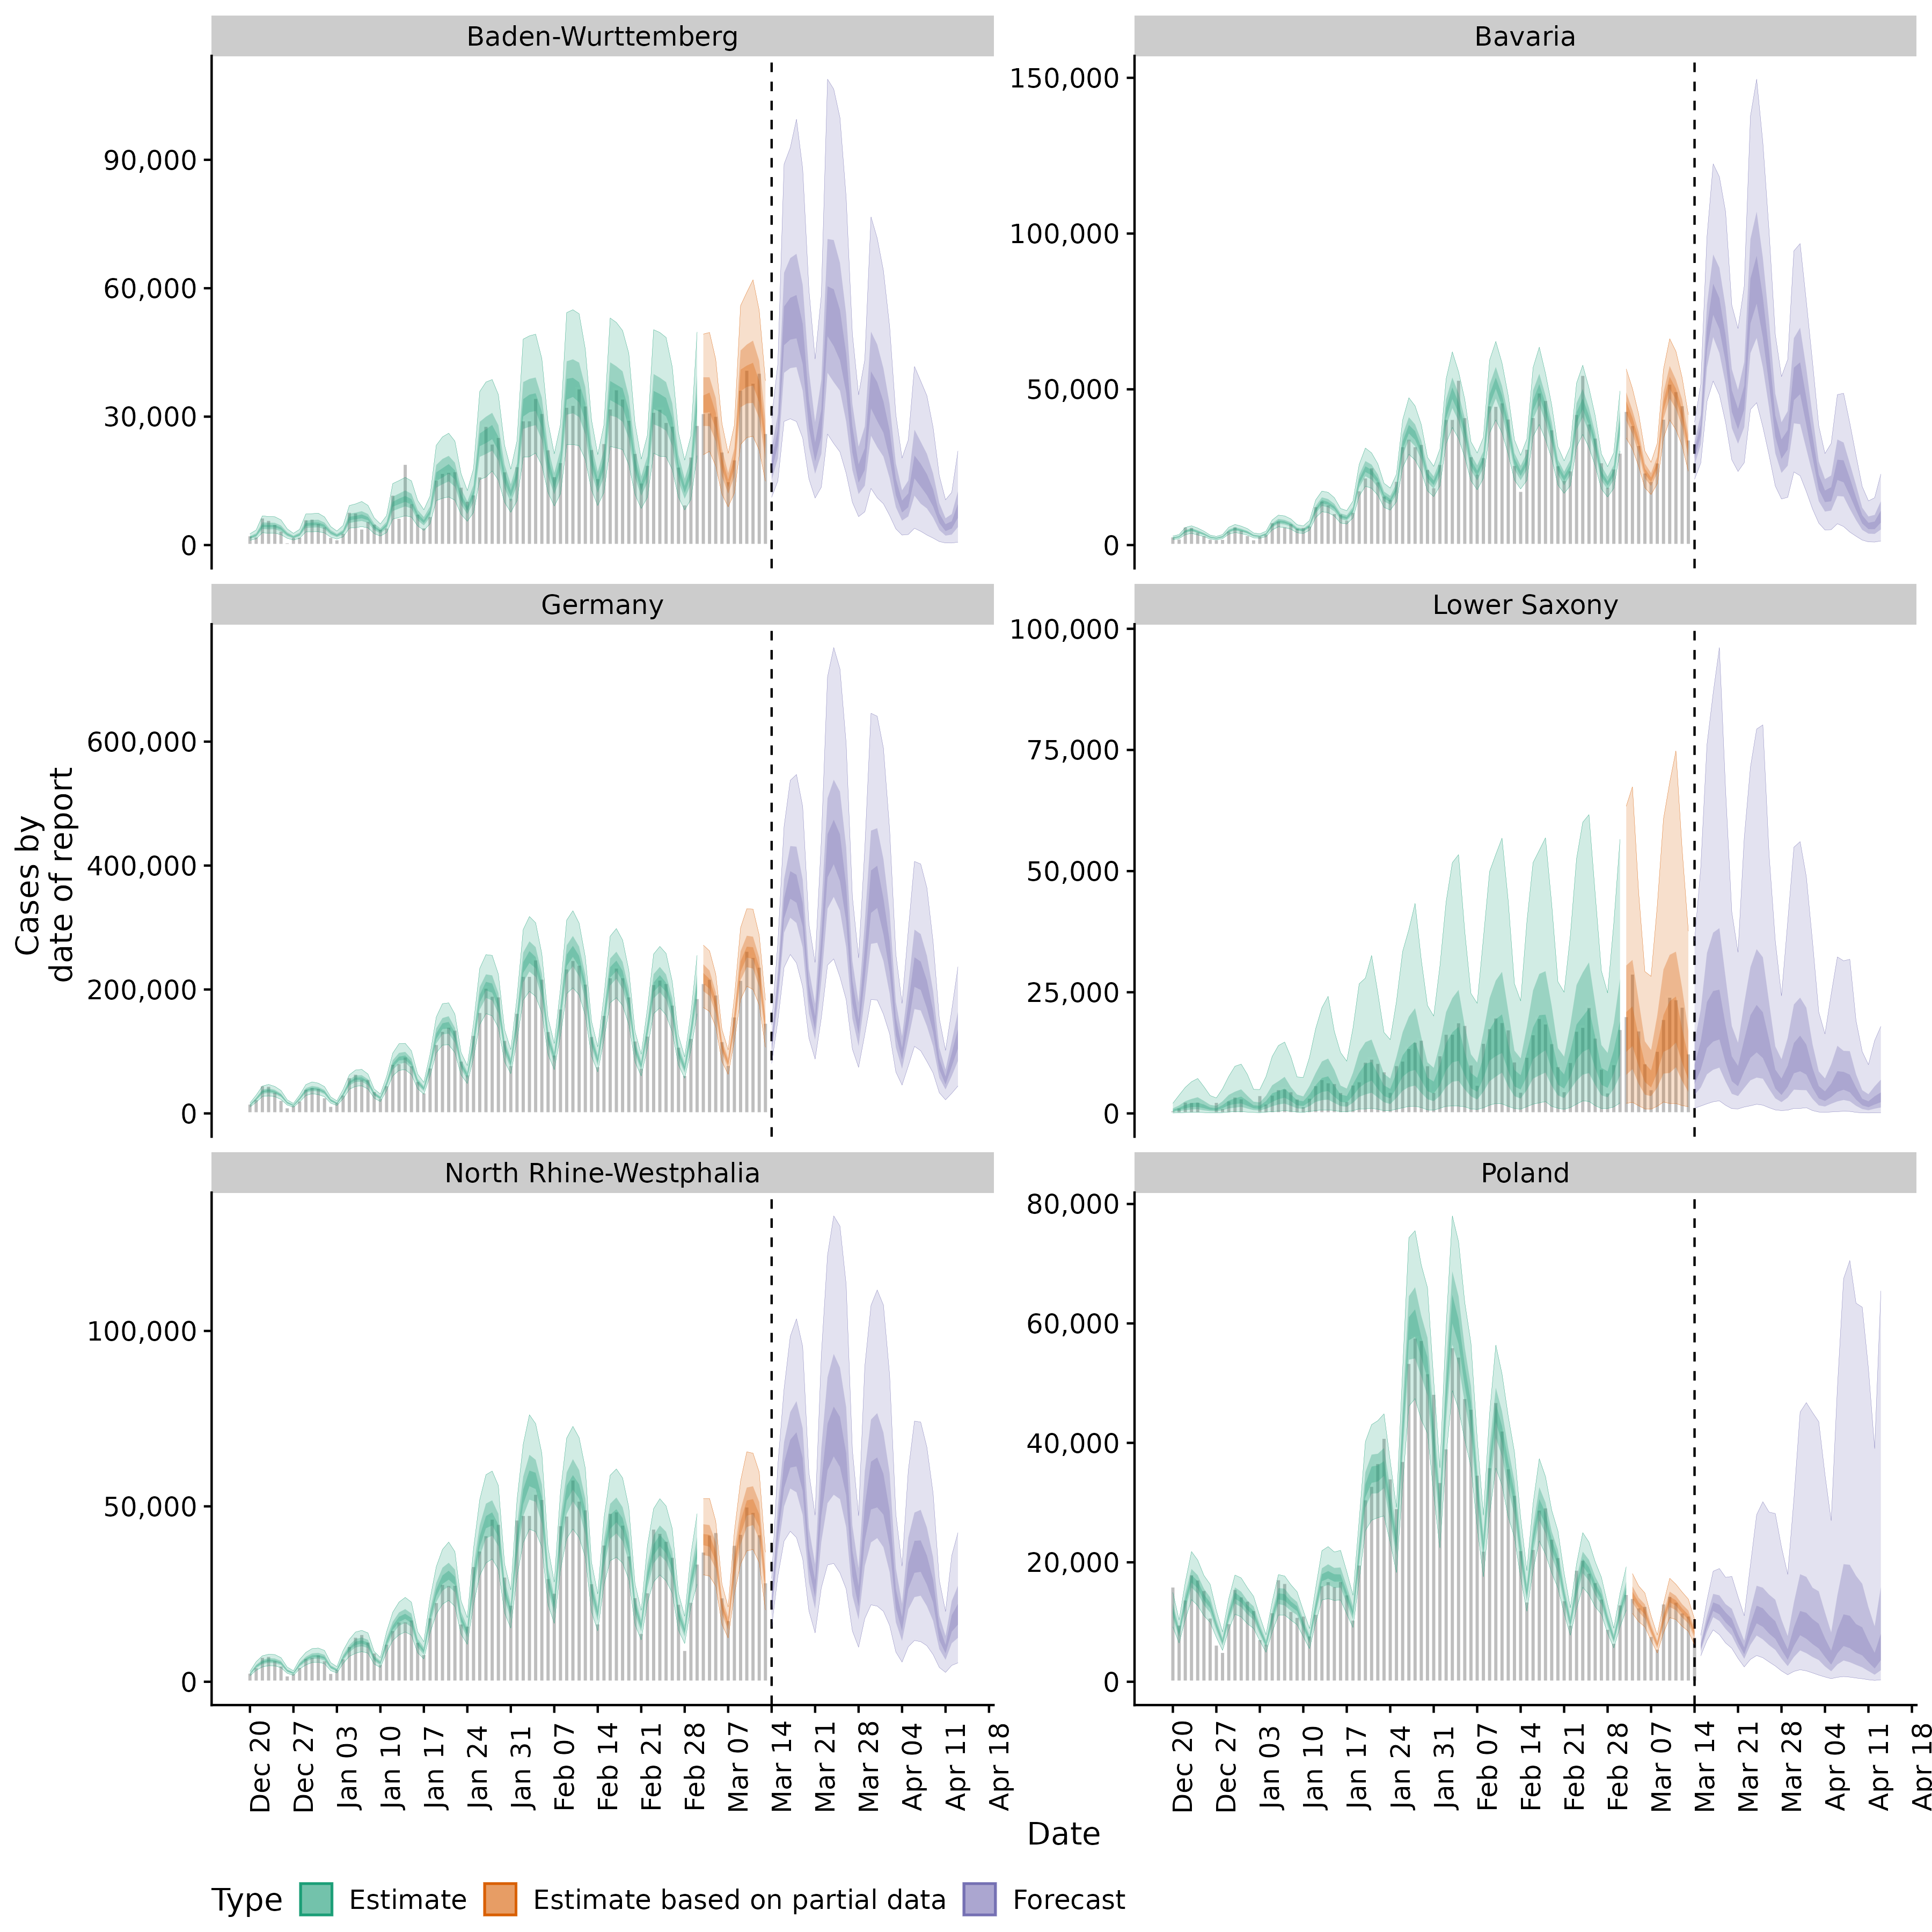 Baden-Wurttemberg
Bavaria
90,000
60,000
30,000
0
150,000
100,000
50,000
0
Germany
Lower Saxony
600,000
400,000
200,000
0
100,000
75,000
50,000
25,000
0
Cases by
date of report
North Rhine-Westphalia
Poland
100,000
50,000
0
80,000
60,000
40,000
20,000
0
Dec 20
Dec 27
Jan 03
Jan 10
Jan 17
Jan 24
Jan 31
Feb 07
Feb 14
Feb 21
Feb 28
Mar 07
Mar 14
Mar 21
Mar 28
Apr 04
Apr 11
Apr 18
Dec 20
Dec 27
Jan 03
Jan 10
Jan 17
Jan 24
Jan 31
Feb 07
Feb 14
Feb 21
Feb 28
Mar 07
Mar 14
Mar 21
Mar 28
Apr 04
Apr 11
Apr 18
Date
Type
Estimate
Estimate based on partial data
Forecast